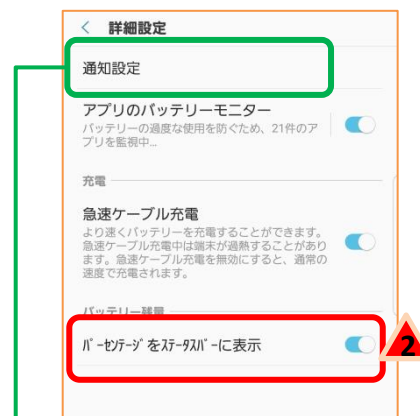 < 詳細設定
通知設定
アプリのバッテリーモニター
バッテリーの過度な使用を防ぐため、21件のア
プリを監視中...
充電
急速ケーブル充電
より速くバッテリーを充電することができます。
急速ケーブル充電中は端末が過熱することがあり
ます。急速ケーブル充電を無効にすると、通常の
速度で充電されます。
バッテリー残量
ﾊﾟｰｾﾝﾃｰｼﾞをｽﾃｰﾀｽﾊﾞｰに表示
2